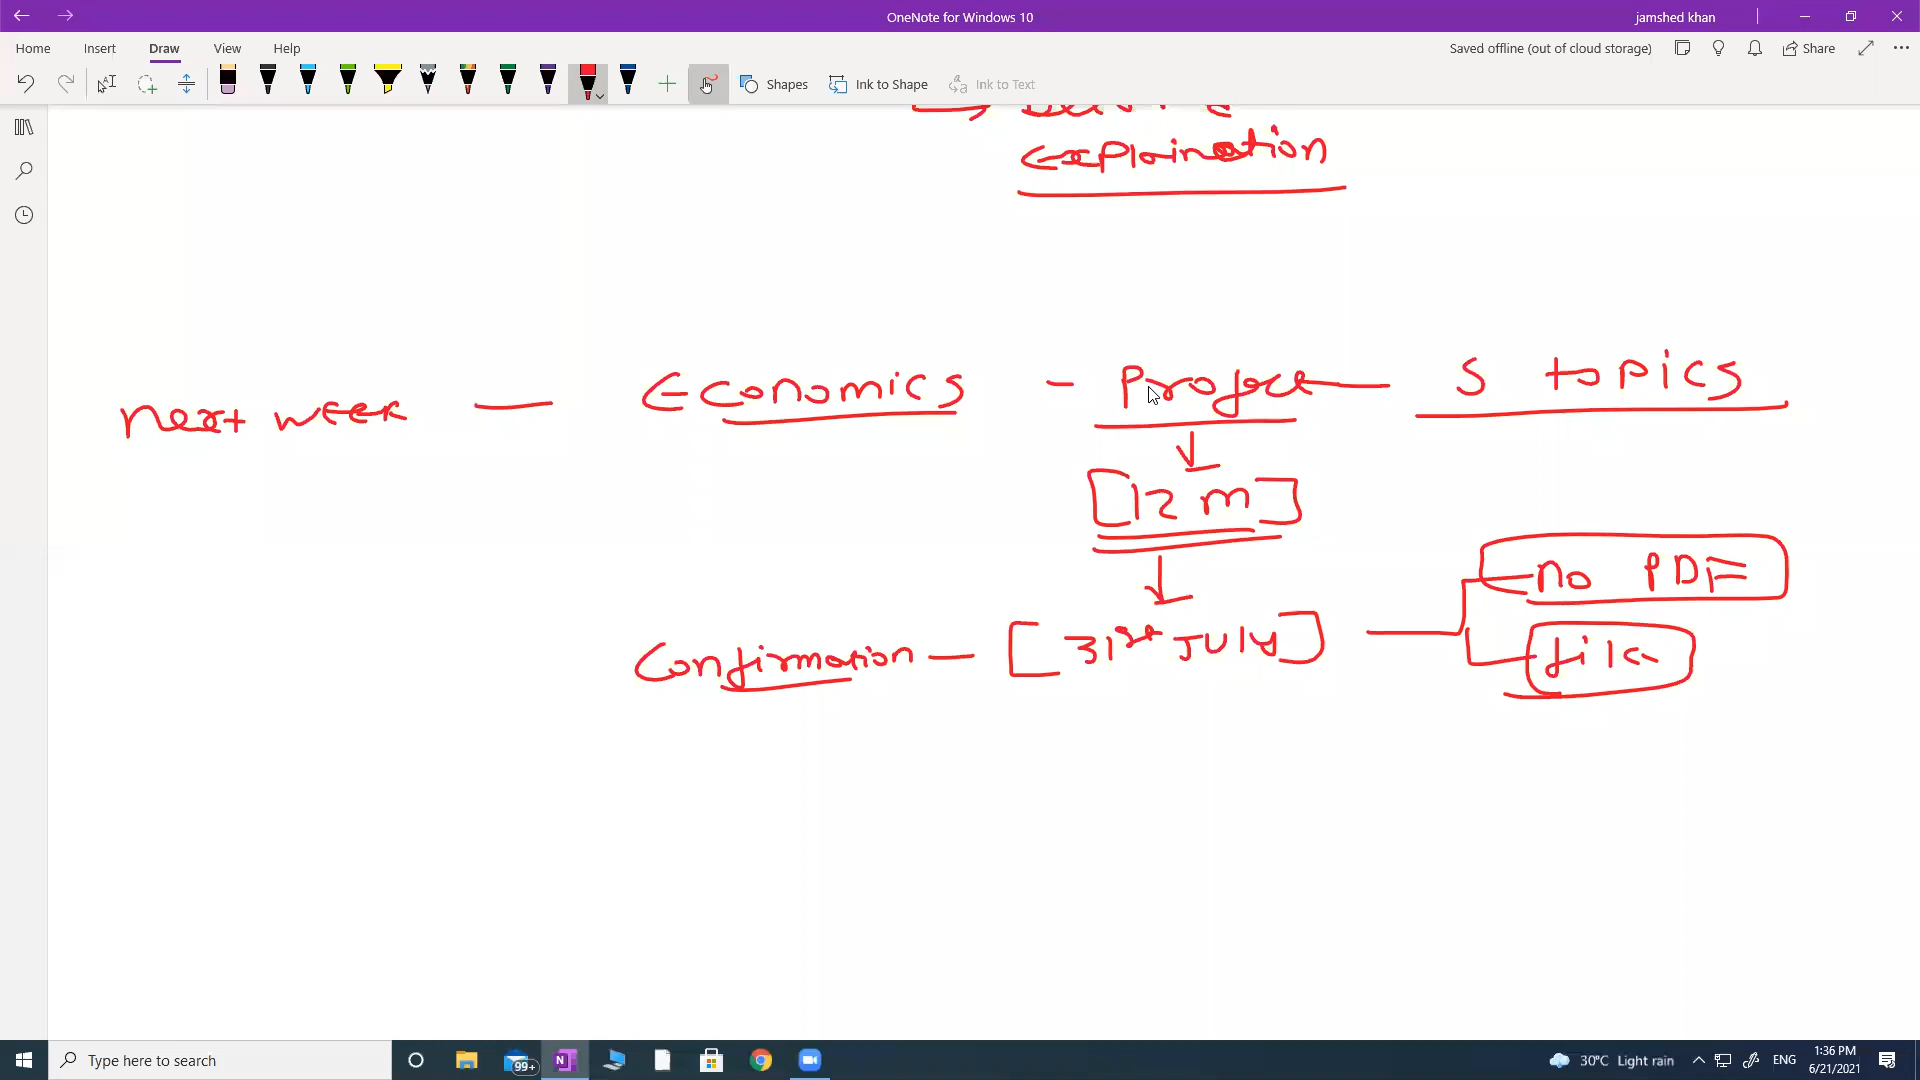 OneNote for Windows 10
jamshed khan
Home Insert Draw View Help
Saved offline (out of cloud storage)
Share
Shapes
Ink to Shape
Ink to Text
explaination
next week — Economics - Project — 5 topics
[12 m]
no PDF
Confirmation — [31st July]
file
Type here to search
99+
30°C Light rain
ENG
1:36 PM
6/21/2021